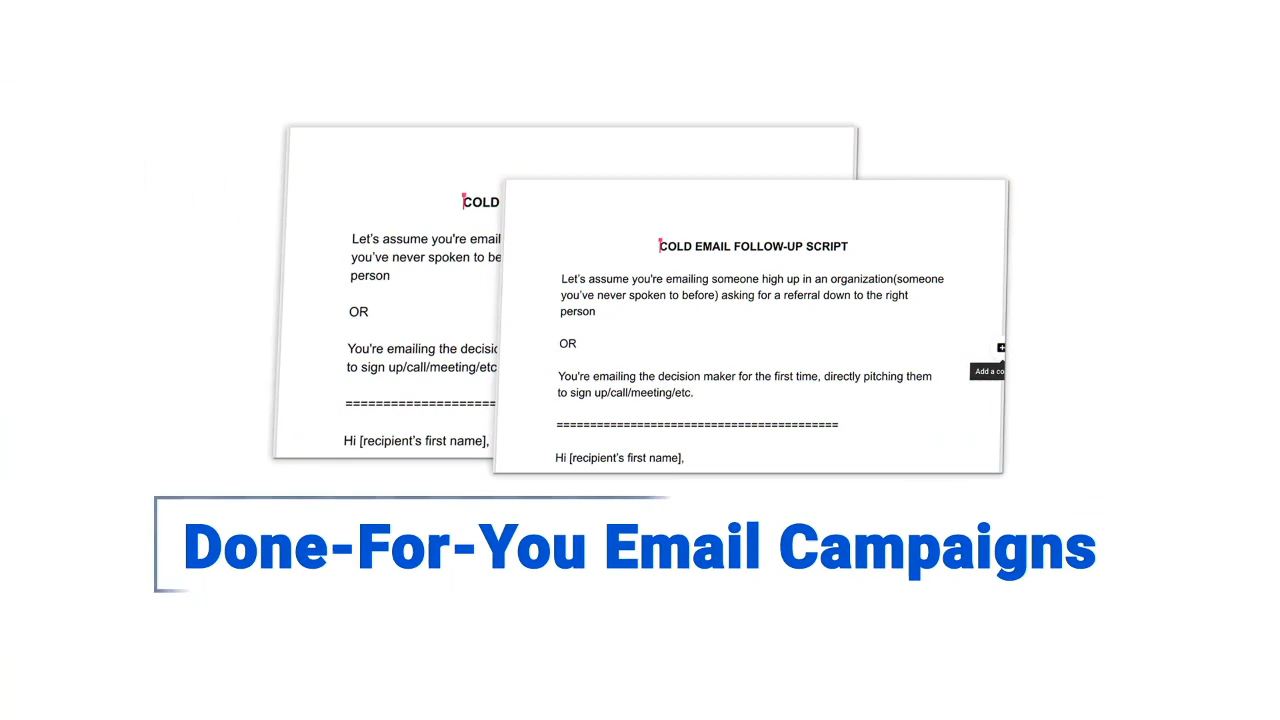 COLD
Let's assume you're email
you've never spoken to be
person
OR
You're emailing the decisio
to sign up/call/meeting/etc
======================
Hi [recipient's first name],
COLD EMAIL FOLLOW-UP SCRIPT
Let's assume you're emailing someone high up in an organization(someone
you've never spoken to before) asking for a referral down to the right
person
OR
You're emailing the decision maker for the first time, directly pitching them
to sign up/call/meeting/etc.
==========================================
Hi [recipient's first name],
Add a co
Done-For-You Email Campaigns